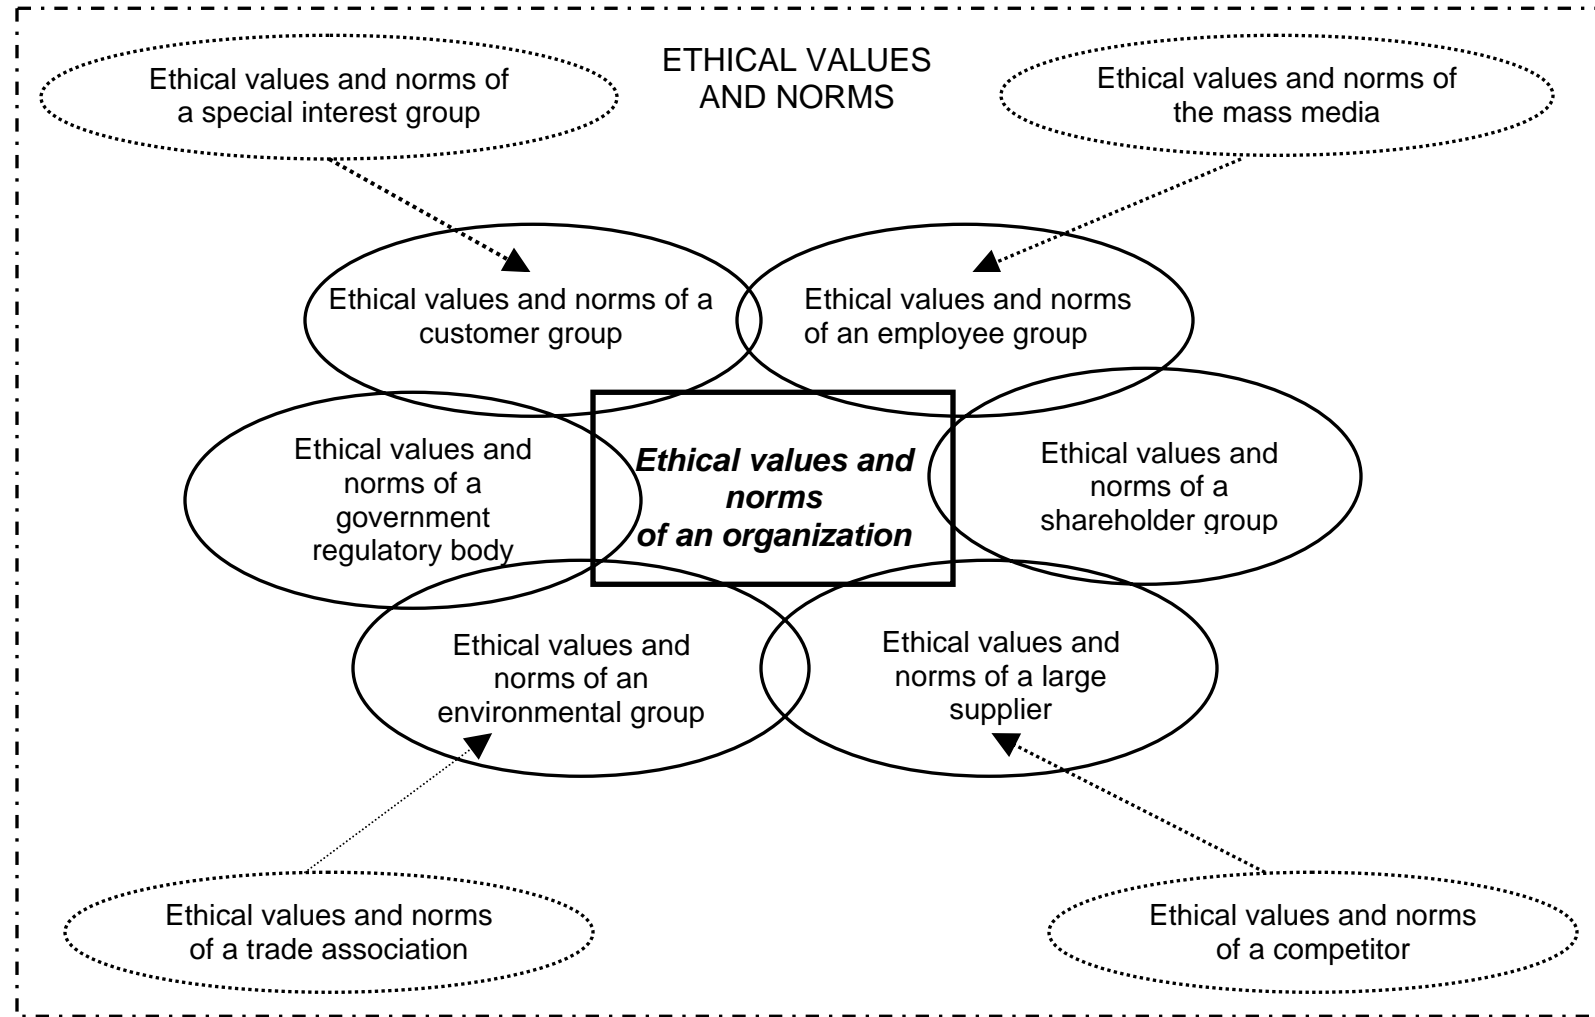 ETHICAL VALUES
AND NORMS
Ethical values and norms of
a special interest group
Ethical values and norms of
the mass media
Ethical values and norms of a
customer group
Ethical values and norms
of an employee group
Ethical values and
norms of a
government
regulatory body
Ethical values and
norms
of an organization
Ethical values and
norms of a
shareholder group
Ethical values and
norms of an
environmental group
Ethical values and
norms of a large
supplier
Ethical values and norms
of a trade association
Ethical values and norms
of a competitor